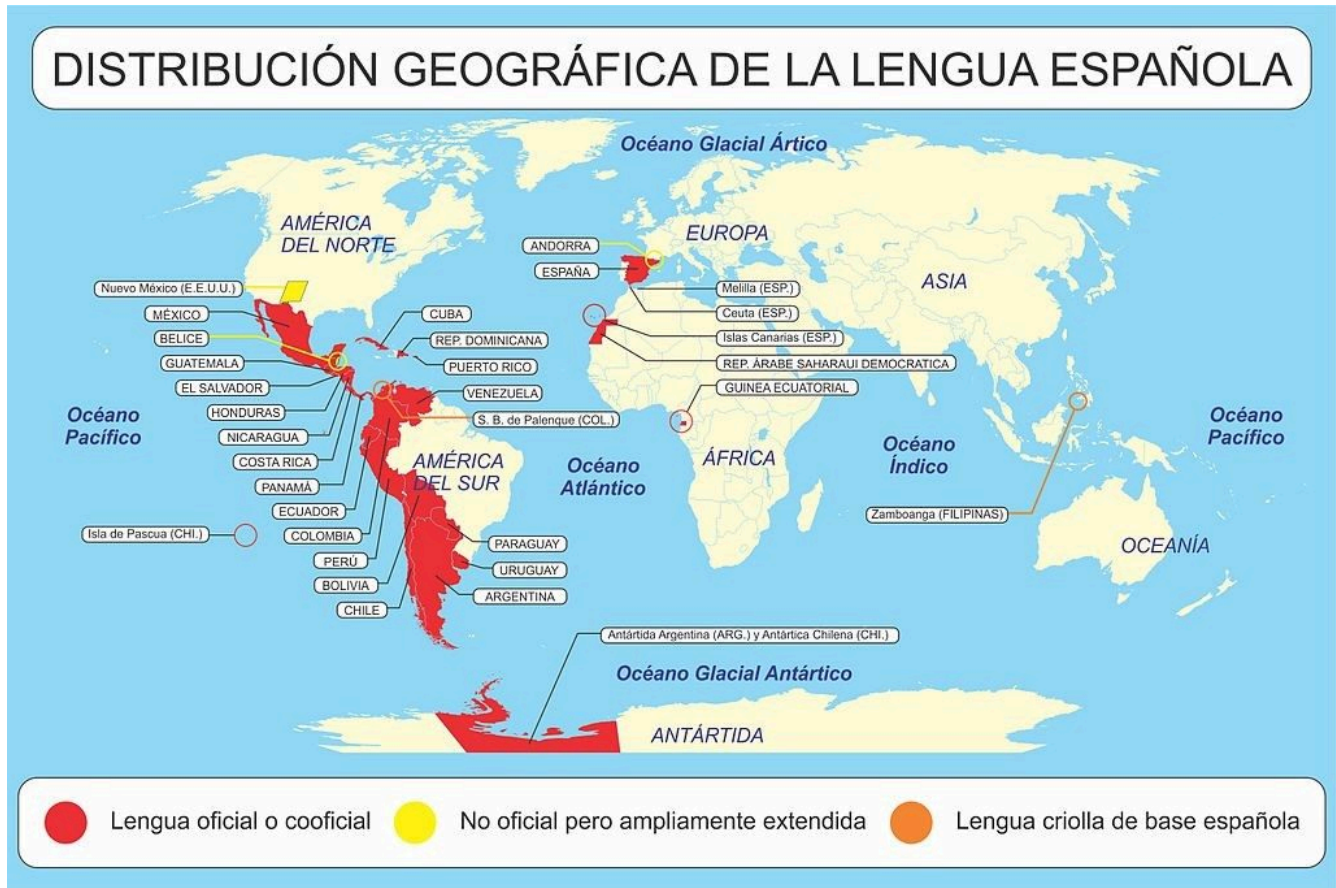 DISTRIBUCIÓN GEOGRÁFICA DE LA LENGUA ESPAÑOLA
Océano Glacial Ártico
AMÉRICA
DEL NORTE
EUROPA
ASIA
ANDORRA
ESPAÑA
Nuevo México (E.E.U.U.)
MÉXICO
BELICE
GUATEMALA
EL SALVADOR
HONDURAS
NICARAGUA
COSTA RICA
PANAMÁ
ECUADOR
COLOMBIA
PERÚ
BOLIVIA
CHILE
CUBA
REP. DOMINICANA
PUERTO RICO
VENEZUELA
S. B. de Palenque (COL.)
Melilla (ESP.)
Ceuta (ESP.)
Islas Canarias (ESP.)
REP. ÁRABE SAHARAUI DEMOCRATICA
GUINEA ECUATORIAL
Océano
Pacífico
AMÉRICA
DEL SUR
Océano
Atlántico
ÁFRICA
Océano
Índico
Océano
Pacífico
Isla de Pascua (CHI.)
PARAGUAY
URUGUAY
ARGENTINA
Zamboanga (FILIPINAS)
OCEANÍA
Antártida Argentina (ARG.) y Antártica Chilena (CHI.)
Océano Glacial Antártico
ANTÁRTIDA
Lengua oficial o cooficial
No oficial pero ampliamente extendida
Lengua criolla de base española